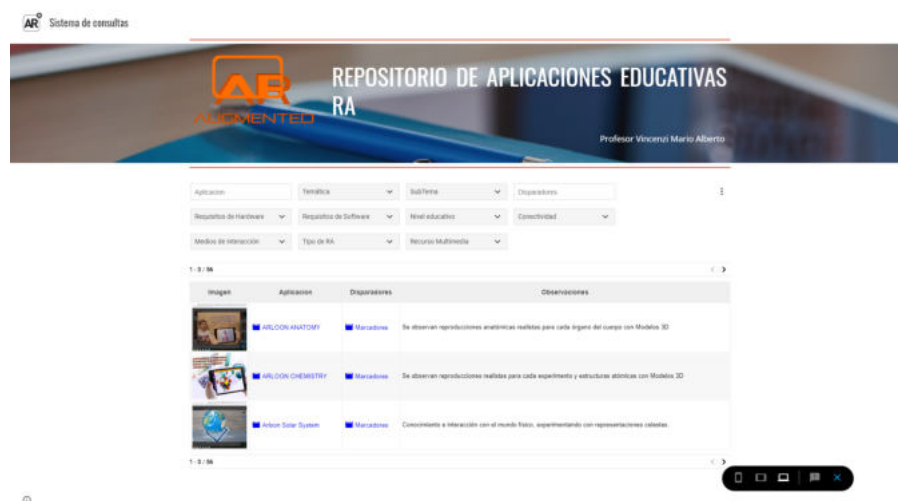 AR Sistema de consultas
AR
AUGMENTED
REPOSITORIO DE APLICACIONES EDUCATIVAS
RA
Profesor Vincenzi Mario Alberto
Aplicacion Temática SubTema Disparadores
Requisitos de Hardware Requisitos de Software Nivel educativo Conectividad
Medios de interacción Tipo de RA Recurso Multimedia
1 - 3 / 56
Imagen Aplicacion Disparadores Observaciones
ARLOON ANATOMY Marcadores Se observan reproducciones anatómicas realistas para cada órgano del cuerpo con Modelos 3D
ARLOON CHEMISTRY Marcadores Se observan reproducciones realistas para cada experimento y estructuras atómicas con Modelos 3D
Arloon Solar System Marcadores Conocimiento e interacción con el mundo físico, experimentando con representaciones celestes.
1 - 3 / 56